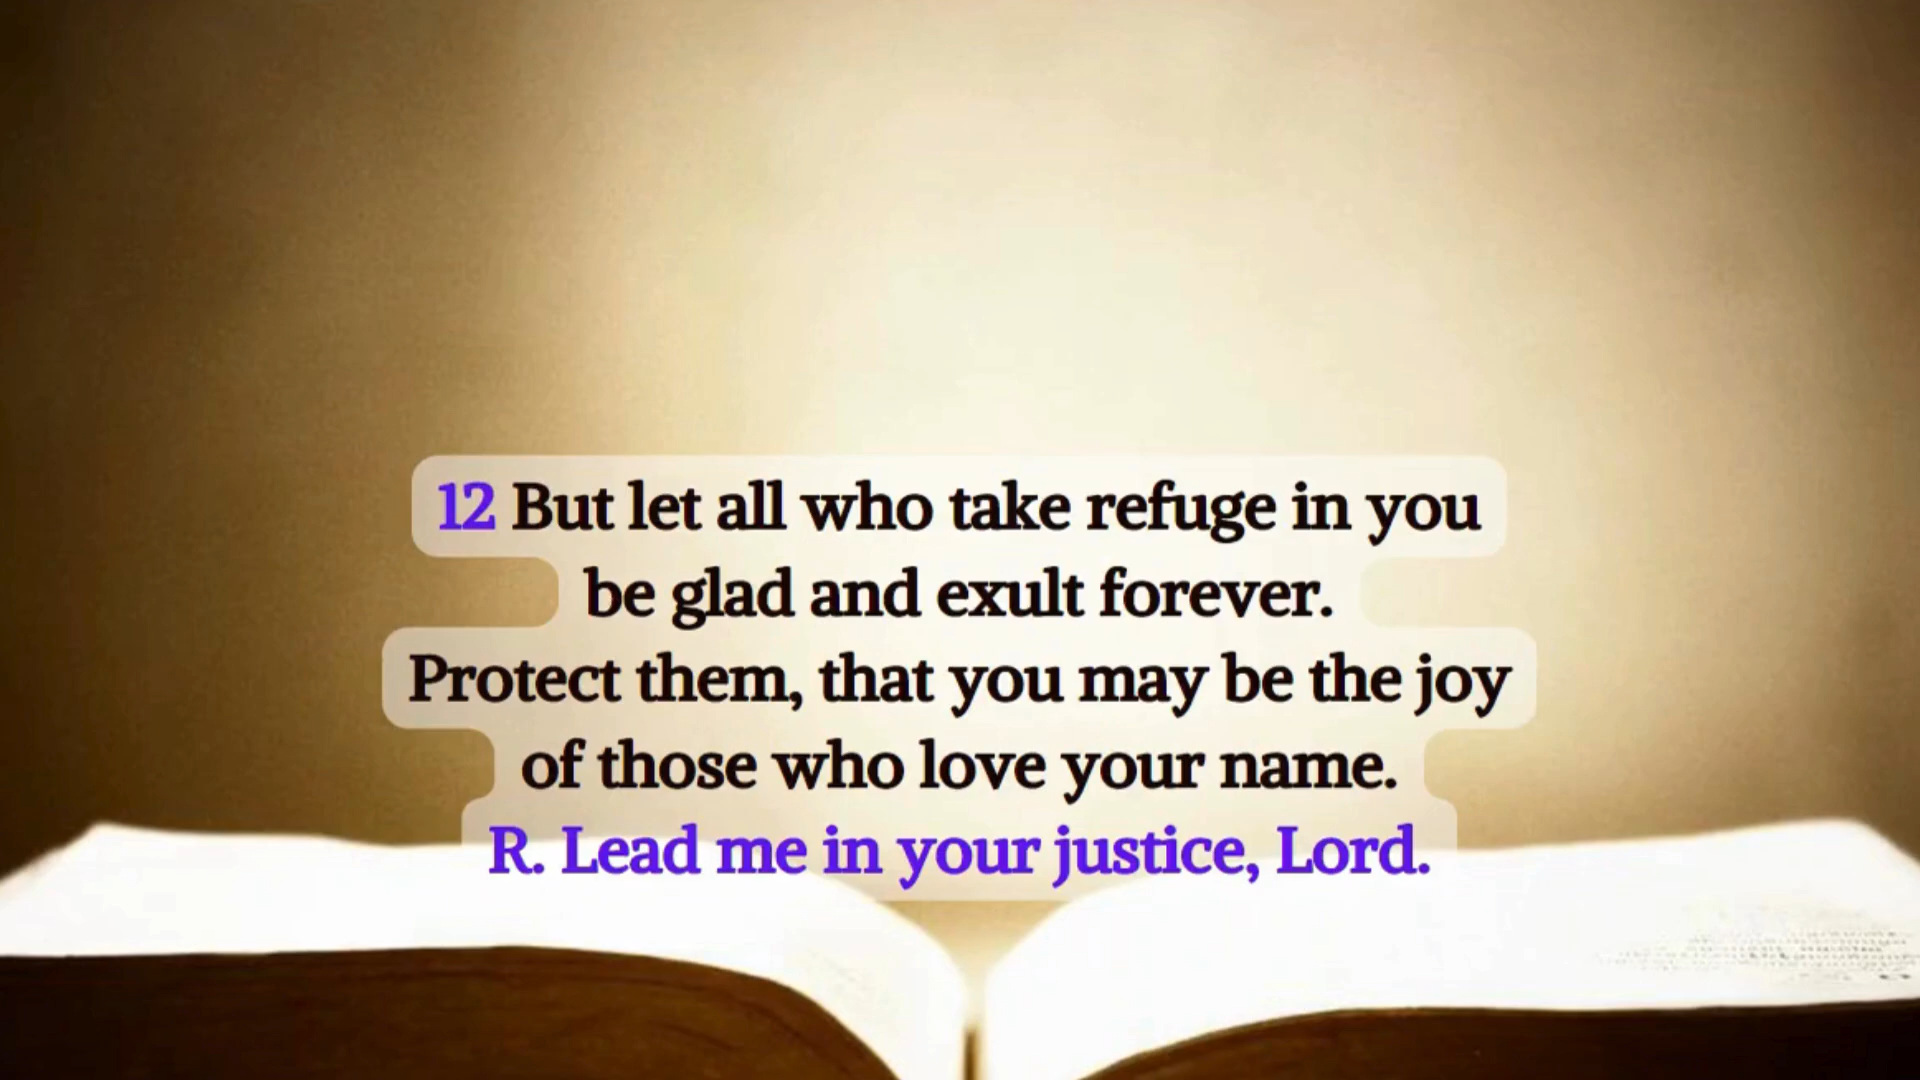 12 But let all who take refuge in you
be glad and exult forever.
Protect them, that you may be the joy
of those who love your name.
R. Lead me in your justice, Lord.